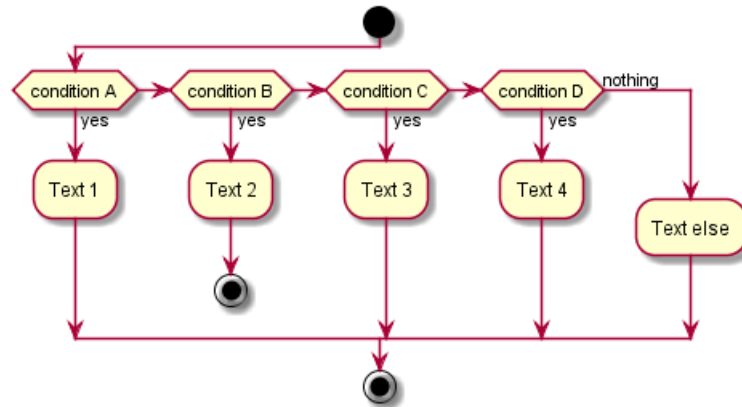 condition A
condition B
condition C
condition D
nothing
yes
yes
yes
yes
Text 1
Text 2
Text 3
Text 4
Text else